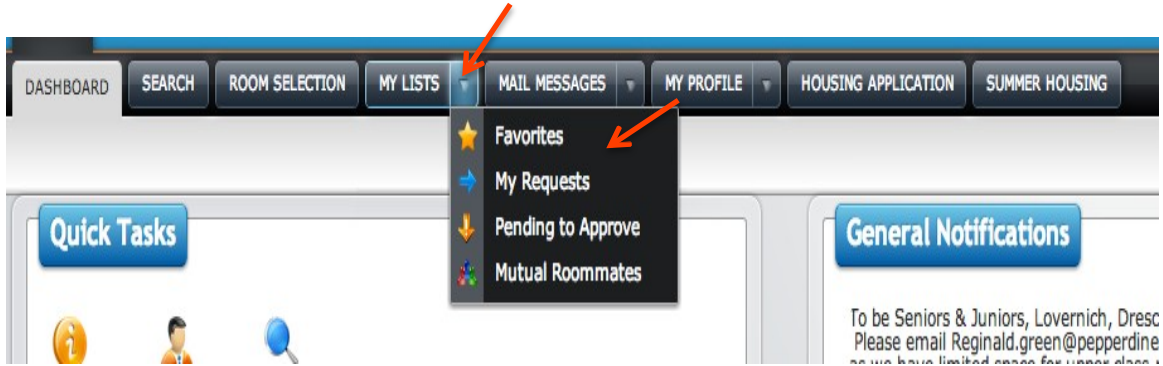 DASHBOARD SEARCH ROOM SELECTION MY LISTS MAIL MESSAGES MY PROFILE HOUSING APPLICATION SUMMER HOUSING
Favorites
My Requests
Pending to Approve
Mutual Roommates
Quick Tasks
General Notifications
To be Seniors & Juniors, Lovernich, Dresc
Please email Reginald.green@pepperdine
as we have limited space for upper class